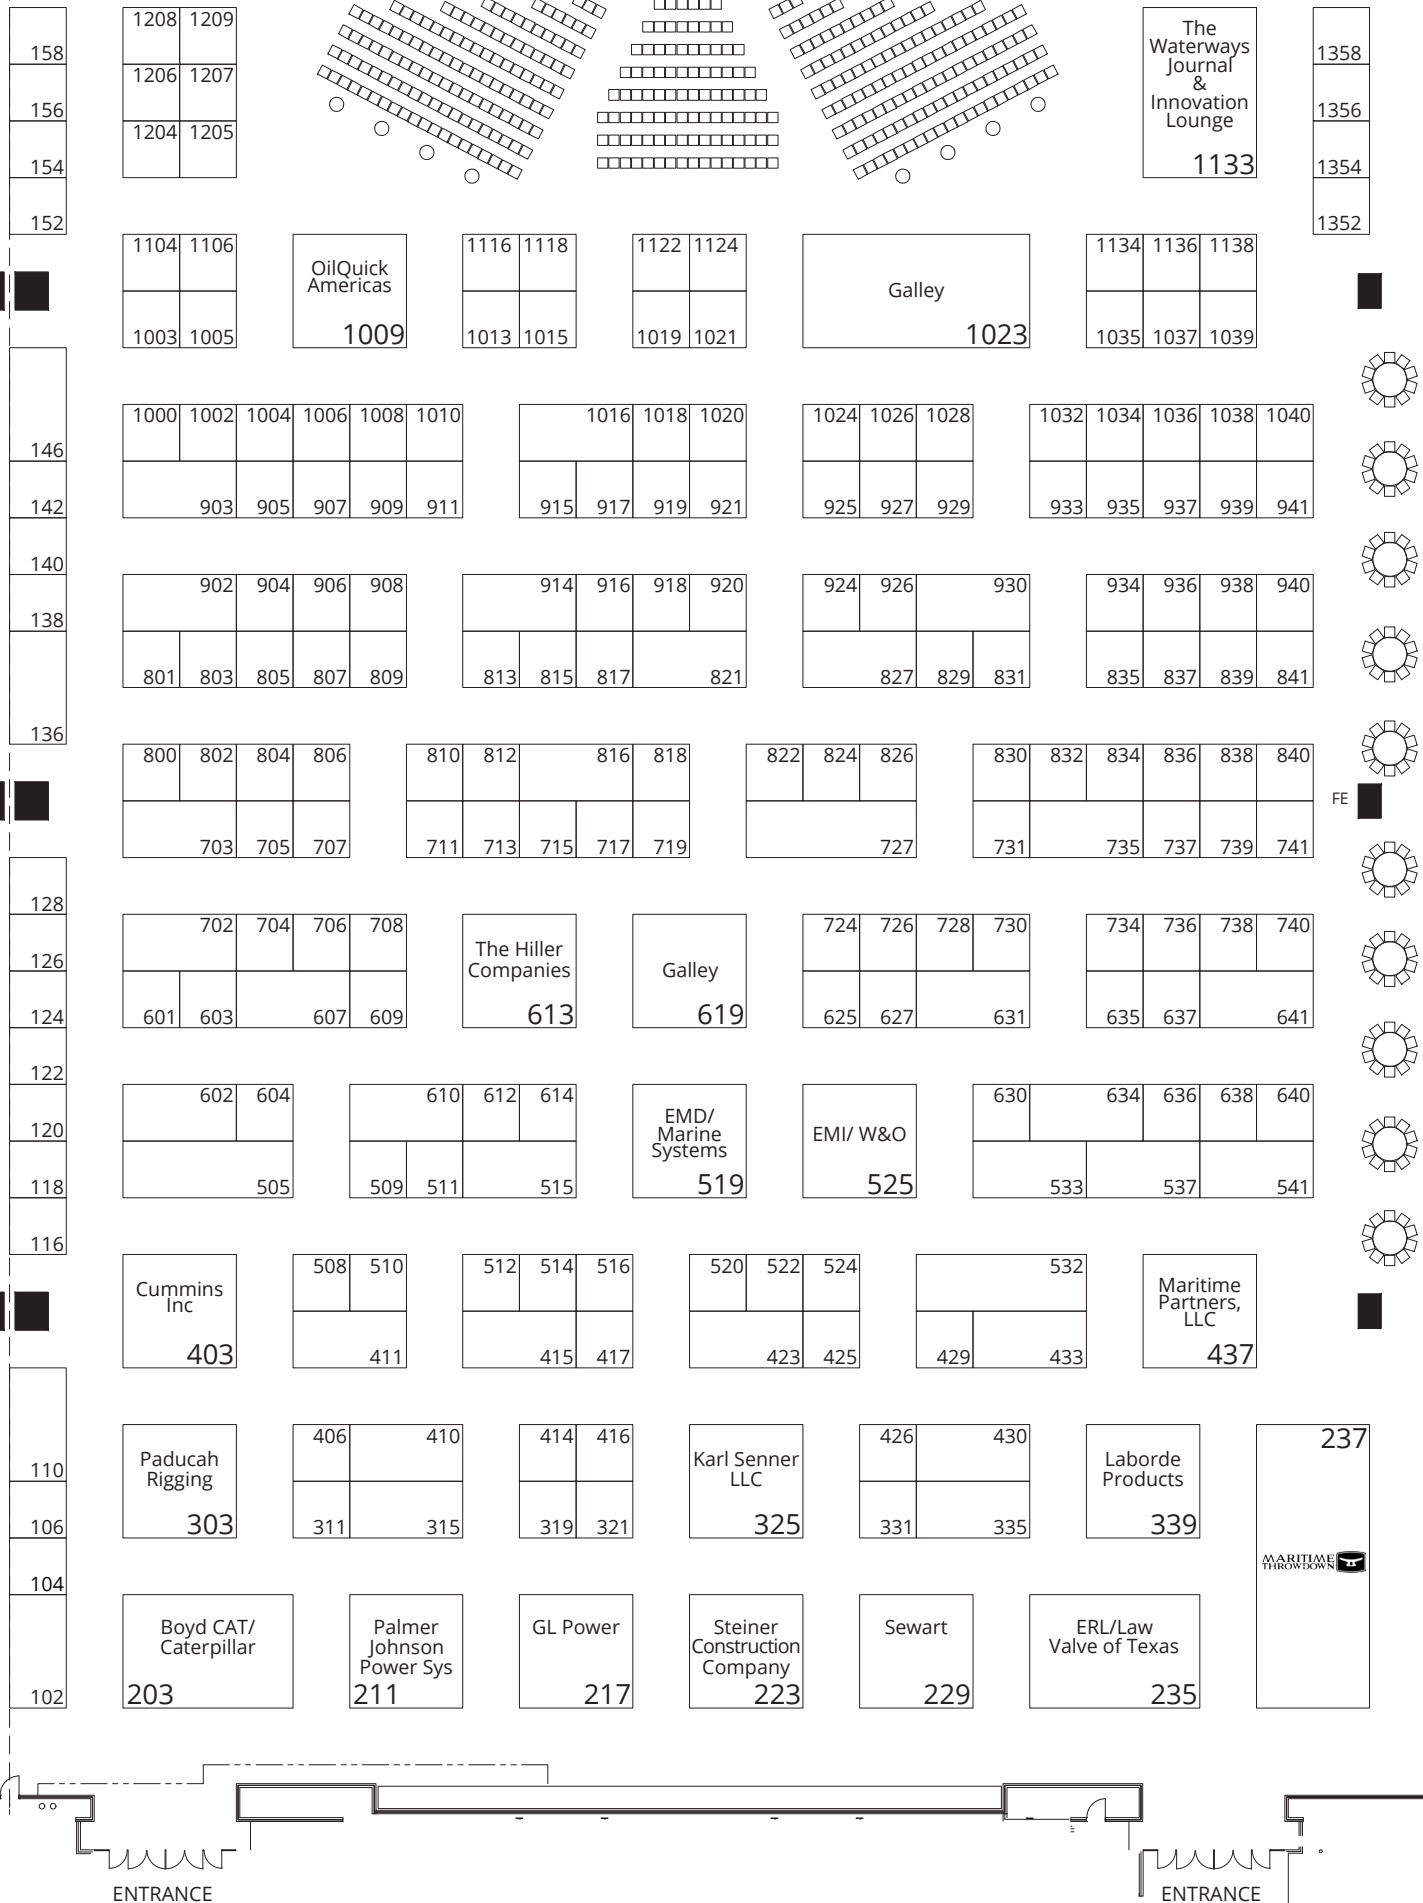 158
156
154
152
1208 1209
1206 1207
1204 1205
The
Waterways
Journal
&
Innovation
Lounge
1133
1358
1356
1354
1352
1104 1106
1003 1005
OilQuick
Americas
1009
1116 1118
1013 1015
1122 1124
1019 1021
Galley
1023
1134 1136 1138
1035 1037 1039
146
142
140
138
136
1000 1002 1004 1006 1008 1010
903 905 907 909 911
1016 1018 1020
915 917 919 921
1024 1026 1028
925 927 929
1032 1034 1036 1038 1040
933 935 937 939 941
902 904 906 908
801 803 805 807 809
914 916 918 920
813 815 817 821
924 926 930
827 829 831
934 936 938 940
835 837 839 841
800 802 804 806
703 705 707
810 812 816 818
711 713 715 717 719
822 824 826
727
830 832 834 836 838 840
731 735 737 739 741
FE
128
126
124
122
120
118
116
702 704 706 708
601 603 607 609
The Hiller
Companies
613
Galley
619
724 726 728 730
625 627 631
734 736 738 740
635 637 641
602 604
505
610 612 614
509 511 515
EMD/
Marine
Systems
519
EMI/ W&O
525
630 634 636 638 640
533 537 541
Cummins
Inc
403
508 510
411
512 514 516
415 417
520 522 524
423 425
532
429 433
Maritime
Partners,
LLC
437
110
106
104
102
Paducah
Rigging
303
406 410
311 315
414 416
319 321
Karl Senner
LLC
325
426 430
331 335
Laborde
Products
339
237
MARITIME
THROWDOWN
Boyd CAT/
Caterpillar
203
Palmer
Johnson
Power Sys
211
GL Power
217
Steiner
Construction
Company
223
Sewart
229
ERL/Law
Valve of Texas
235
ENTRANCE
ENTRANCE